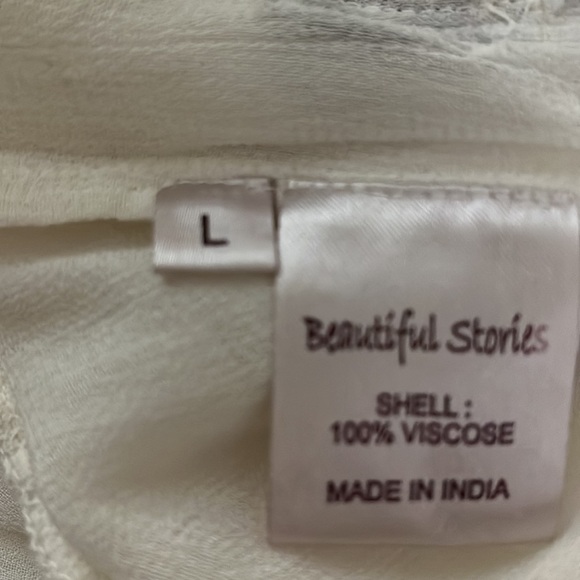 L
Beautiful Stories
SHELL :
100% VISCOSE
MADE IN INDIA